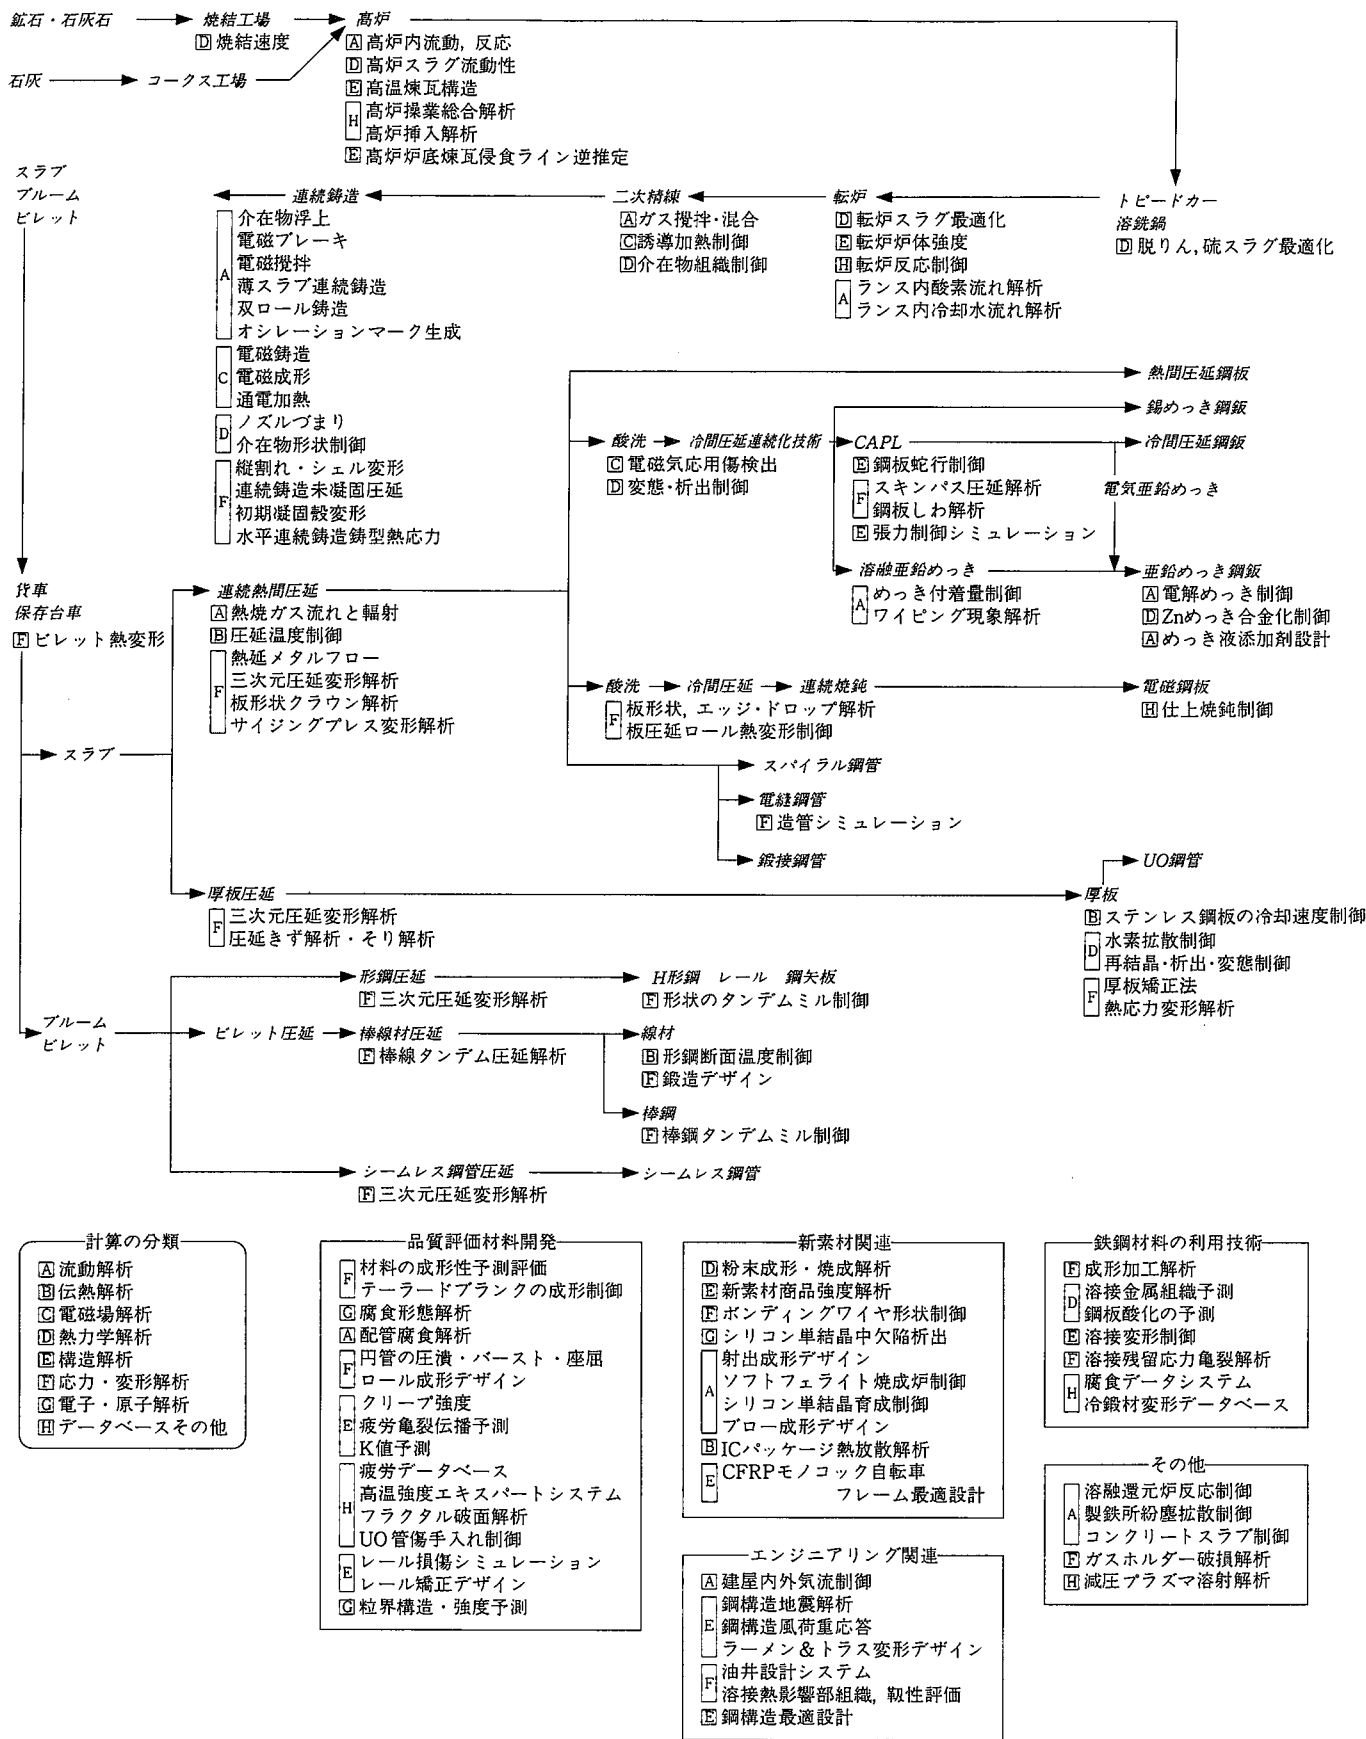 鉱石・石灰石
焼結工場
D 焼結速度
石灰
コークス工場
高炉
A 高炉内流動, 反応
D 高炉スラグ流動性
E 高温煉瓦構造
H 高炉操業総合解析
高炉挿入解析
E 高炉炉底煉瓦侵食ライン逆推定
トピードカー
溶銑鍋
D 脱りん,硫スラグ最適化
転炉
D 転炉スラグ最適化
E 転炉炉体強度
H 転炉反応制御
A ランス内酸素流れ解析
ランス内冷却水流れ解析
二次精練
A ガス攪拌・混合
C 誘導加熱制御
D 介在物組織制御
連続鋳造
A 介在物浮上
電磁ブレーキ
電磁攪拌
薄スラブ連続鋳造
双ロール鋳造
オシレーションマーク生成
C 電磁鋳造
電磁成形
通電加熱
D ノズルづまり
介在物形状制御
F 縦割れ・シェル変形
連続鋳造未凝固圧延
初期凝固殻変形
水平連続鋳造鋳型熱応力
スラブ
ブルーム
ビレット
貨車
保存台車
F ビレット熱変形
スラブ
連続熱間圧延
A 熱焼ガス流れと輻射
B 圧延温度制御
F 熱延メタルフロー
三次元圧延変形解析
板形状クラウン解析
サイジングプレス変形解析
熱間圧延鋼板
酸洗
冷間圧延連続化技術
C 電磁気応用傷検出
D 変態・析出制御
錫めっき鋼鈑
CAPL
E 鋼板蛇行制御
F スキンパス圧延解析
鋼板しわ解析
E 張力制御シミュレーション
冷間圧延鋼鈑
電気亜鉛めっき
溶融亜鉛めっき
A めっき付着量制御
ワイピング現象解析
亜鉛めっき鋼鈑
A 電解めっき制御
D Znめっき合金化制御
A めっき液添加剤設計
酸洗
冷間圧延
連続焼鈍
F 板形状, エッジ・ドロップ解析
板圧延ロール熱変形制御
電磁鋼板
H 仕上焼鈍制御
スパイラル鋼管
電縫鋼管
F 造管シミュレーション
鍛接鋼管
厚板圧延
F 三次元圧延変形解析
圧延きず解析・そり解析
UO鋼管
厚板
B ステンレス鋼板の冷却速度制御
D 水素拡散制御
再結晶・析出・変態制御
F 厚板矯正法
熱応力変形解析
ブルーム
ビレット
形鋼圧延
F 三次元圧延変形解析
H形鋼 レール 鋼矢板
F 形状のタンデムミル制御
ビレット圧延
棒線材圧延
F 棒線タンデム圧延解析
線材
B 形鋼断面温度制御
F 鍛造デザイン
棒鋼
F 棒鋼タンデムミル制御
シームレス鋼管圧延
F 三次元圧延変形解析
シームレス鋼管
計算の分類
A 流動解析
B 伝熱解析
C 電磁場解析
D 熱力学解析
E 構造解析
F 応力・変形解析
G 電子・原子解析
H データベースその他
品質評価材料開発
F 材料の成形性予測評価
テーラードブランクの成形制御
G 腐食形態解析
A 配管腐食解析
F 円管の圧潰・バースト・座屈
ロール成形デザイン
E クリープ強度
疲労亀裂伝播予測
K値予測
H 疲労データベース
高温強度エキスパートシステム
フラクタル破面解析
UO管傷手入れ制御
E レール損傷シミュレーション
レール矯正デザイン
G 粒界構造・強度予測
新素材関連
D 粉末成形・焼成解析
E 新素材商品強度解析
F ボンディングワイヤ形状制御
G シリコン単結晶中欠陥析出
A 射出成形デザイン
ソフトフェライト焼成炉制御
シリコン単結晶育成制御
ブロー成形デザイン
B ICパッケージ熱放散解析
E CFRPモノコック自転車
フレーム最適設計
エンジニアリング関連
A 建屋内外気流制御
E 鋼構造地震解析
鋼構造風荷重応答
ラーメン&トラス変形デザイン
F 油井設計システム
溶接熱影響部組織, 靱性評価
E 鋼構造最適設計
鉄鋼材料の利用技術
F 成形加工解析
D 溶接金属組織予測
鋼板酸化の予測
E 溶接変形制御
F 溶接残留応力亀裂解析
H 腐食データシステム
冷鍛材変形データベース
その他
A 溶融還元炉反応制御
製鉄所紛塵拡散制御
コンクリートスラブ制御
F ガスホルダー破損解析
H 減圧プラズマ溶射解析